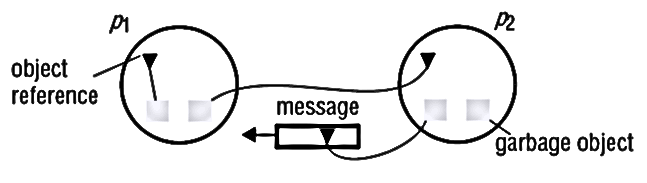 p1
p2
object
reference
message
garbage object